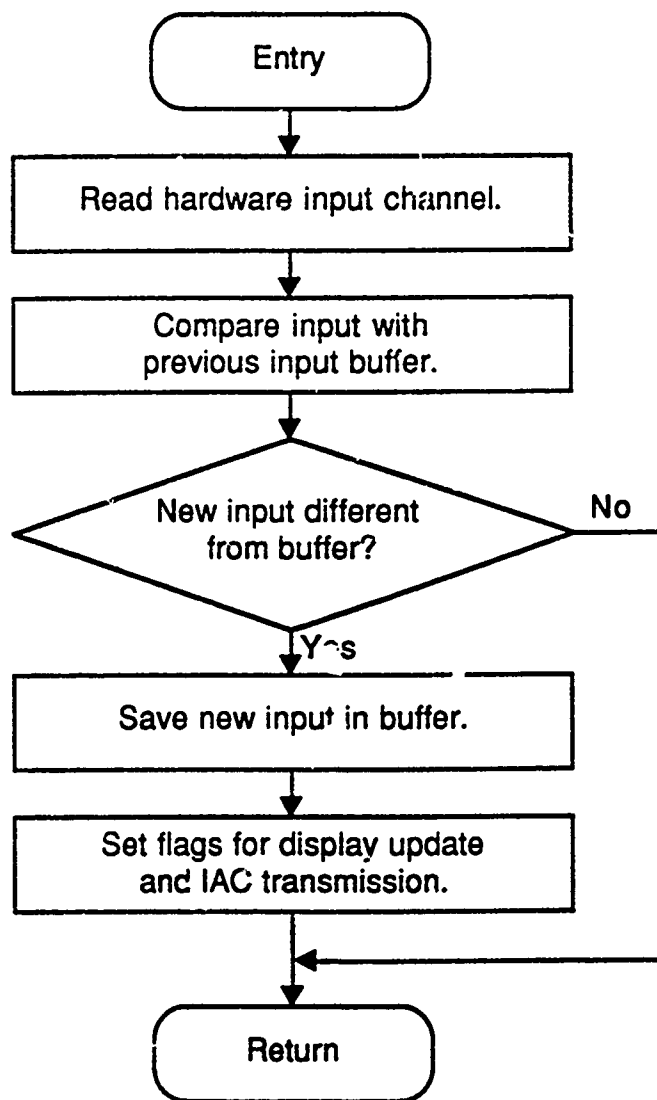 Entry
Read hardware input channel.
Compare input with
previous input buffer.
New input different
from buffer?
No
Yes
Save new input in buffer.
Set flags for display update
and IAC transmission.
Return